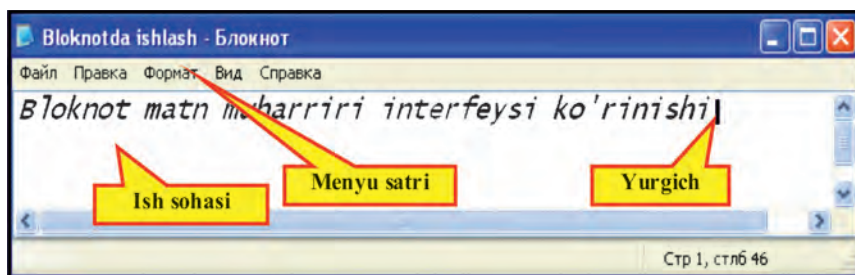 Bloknotda ishlash - Блокнот
Файл Правка Формат Вид Справка
Bloknot matn muharriri interfeysi ko'rinishi
Ish sohasi
Menyu satri
Yurgich
Стр 1, стлб 46